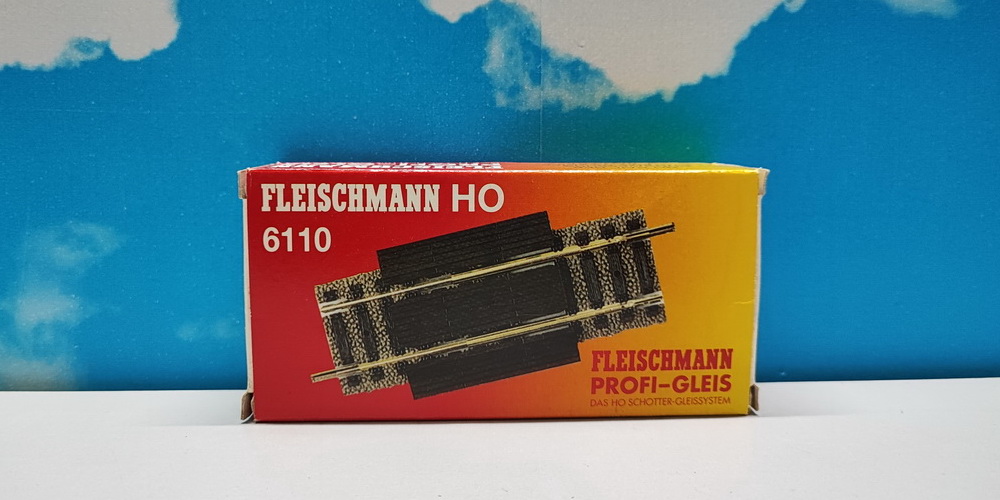 FLEISCHMANN HO
6110
FLEISCHMANN
PROFI-GLEIS
DAS HO SCHOTTER-GLEISSYSTEM